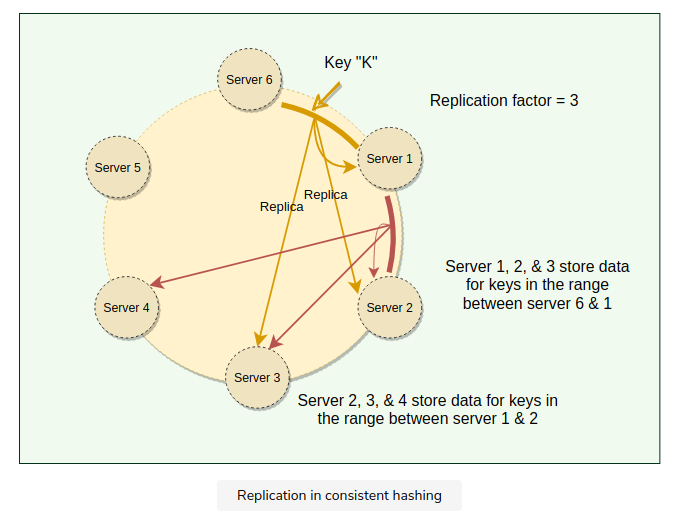 Key "K"
Server 6
Replication factor = 3
Server 1
Server 5
Replica
Replica
Server 1, 2, & 3 store data
for keys in the range
between server 6 & 1
Server 4
Server 2
Server 3
Server 2, 3, & 4 store data for keys in
the range between server 1 & 2
Replication in consistent hashing